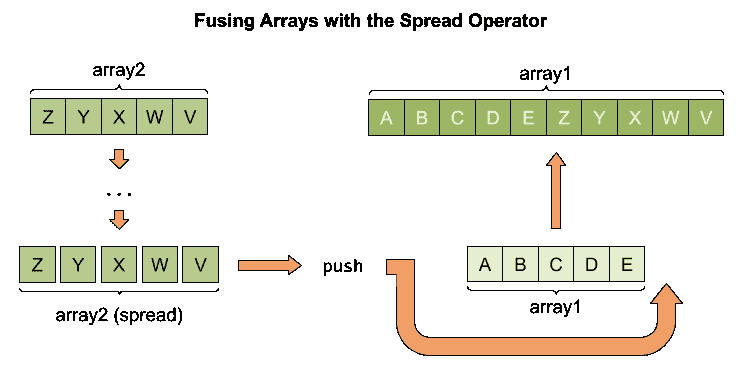 Fusing Arrays with the Spread Operator
array2
Z Y X W V
...
Z Y X W V
array2 (spread)
push
A B C D E
array1
array1
A B C D E Z Y X W V